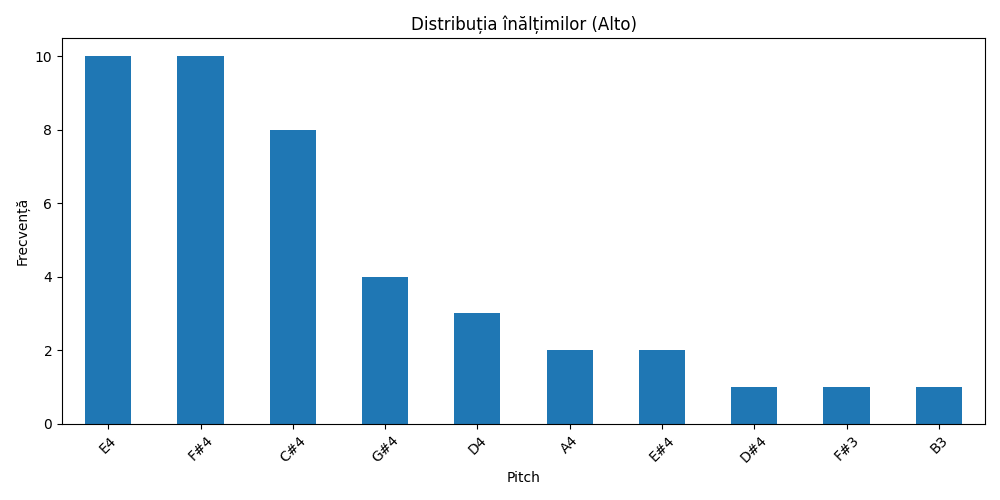 Distribuția înălțimilor (Alto)
Frecvență
10
8
6
4
2
0
E4
F#4
C#4
G#4
D4
A4
E#4
D#4
F#3
B3
Pitch